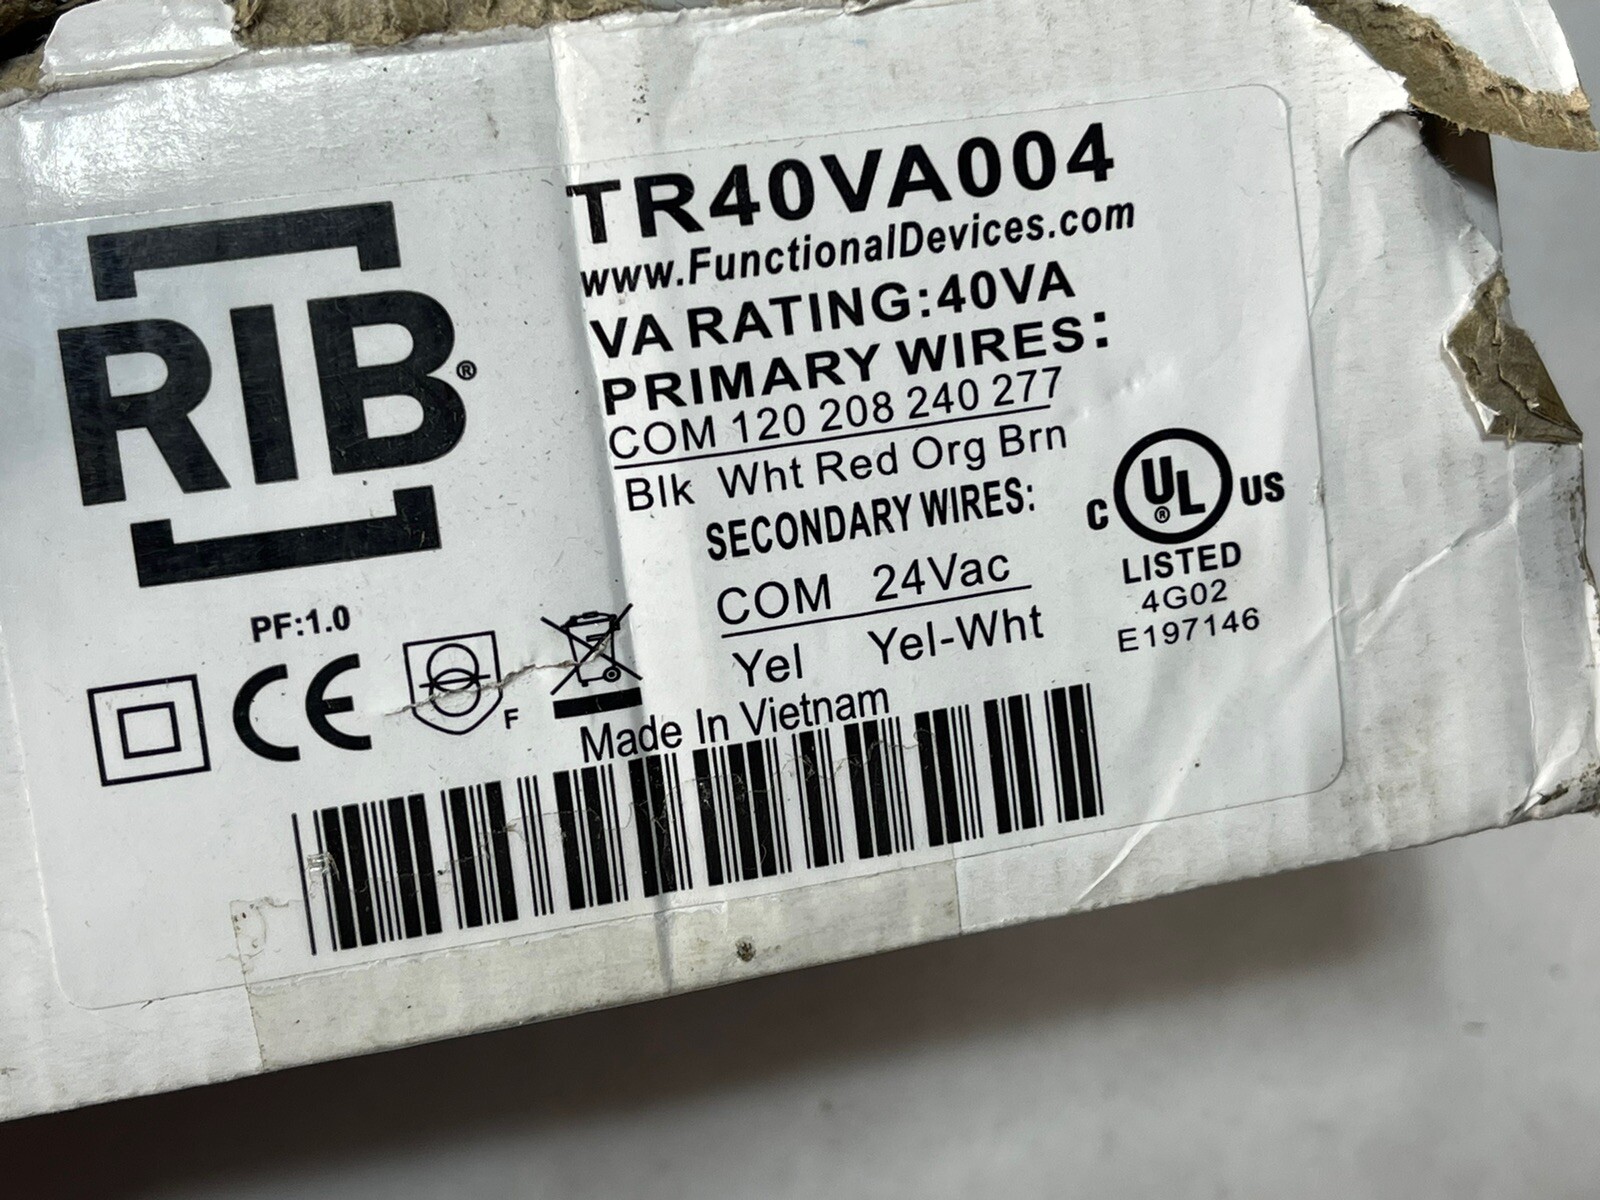 TR40VA004
www.FunctionalDevices.com
RIB®
VA RATING:40VA
PRIMARY WIRES:
COM 120 208 240 277
Blk Wht Red Org Brn
SECONDARY WIRES:
COM 24Vac
Yel Yel-Wht
C UL® US
LISTED
4G02
E197146
PF:1.0
CE
F
Made In Vietnam